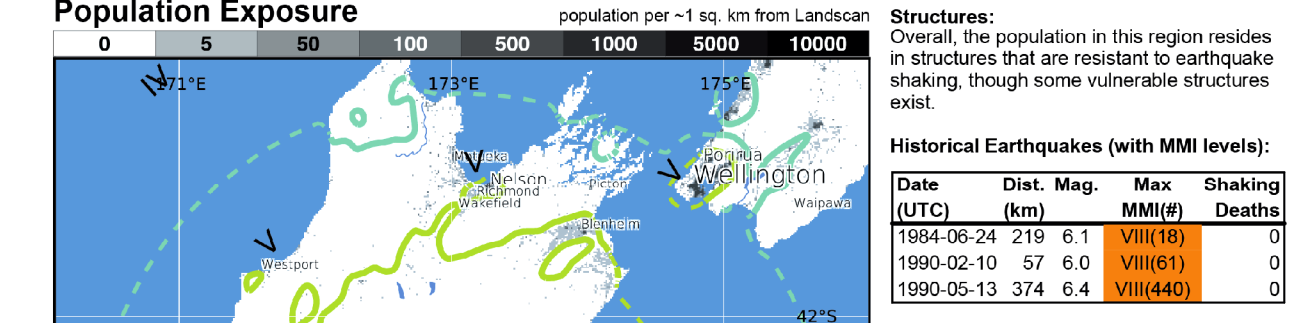 Population Exposure
population per ~1 sq. km from Landscan
0 5 50 100 500 1000 5000 10000
IV
171°E 173°E 175°E
Motueka
V
Nelson
Richmond
Wakefield
Picton
V
Porirua
Wellington
Waipawa
Blenheim
V
Westport
42°S
Structures:
Overall, the population in this region resides
in structures that are resistant to earthquake
shaking, though some vulnerable structures
exist.
Historical Earthquakes (with MMI levels):
Date Dist. Mag. Max Shaking
(UTC) (km) MMI(#) Deaths
1984-06-24 219 6.1 VIII(18) 0
1990-02-10 57 6.0 VIII(61) 0
1990-05-13 374 6.4 VIII(440) 0